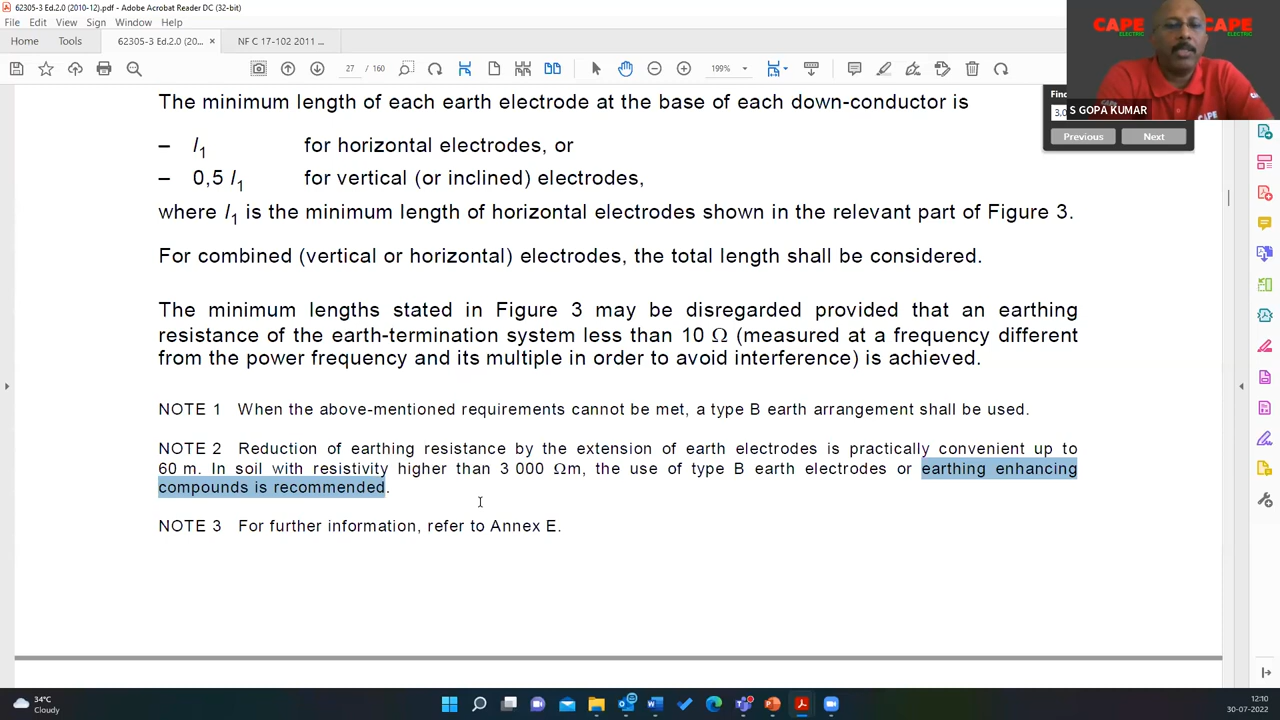 62305-3 Ed.2.0 (2010-12).pdf - Adobe Acrobat Reader DC (32-bit)
File Edit View Sign Window Help
Home Tools 62305-3 Ed.2.0 (20... × NF C 17-102 2011 ...
27 / 160 199%
CAPE ELECTRIC CAPE ELECTRIC
Find
S GOPA KUMAR
3,0
Previous Next
The minimum length of each earth electrode at the base of each down-conductor is
– l1 for horizontal electrodes, or
– 0,5 l1 for vertical (or inclined) electrodes,
where l1 is the minimum length of horizontal electrodes shown in the relevant part of Figure 3.
For combined (vertical or horizontal) electrodes, the total length shall be considered.
The minimum lengths stated in Figure 3 may be disregarded provided that an earthing
resistance of the earth-termination system less than 10 Ω (measured at a frequency different
from the power frequency and its multiple in order to avoid interference) is achieved.
NOTE 1 When the above-mentioned requirements cannot be met, a type B earth arrangement shall be used.
NOTE 2 Reduction of earthing resistance by the extension of earth electrodes is practically convenient up to
60 m. In soil with resistivity higher than 3 000 Ωm, the use of type B earth electrodes or earthing enhancing
compounds is recommended.
NOTE 3 For further information, refer to Annex E.
34°C
Cloudy
12:10
30-07-2022